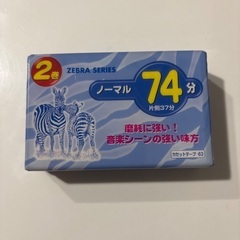 2巻
ZEBRA SERIES
ノーマル 74分
片側37分
磨耗に強い!
音楽シーンの強い味方
カセットテープ・